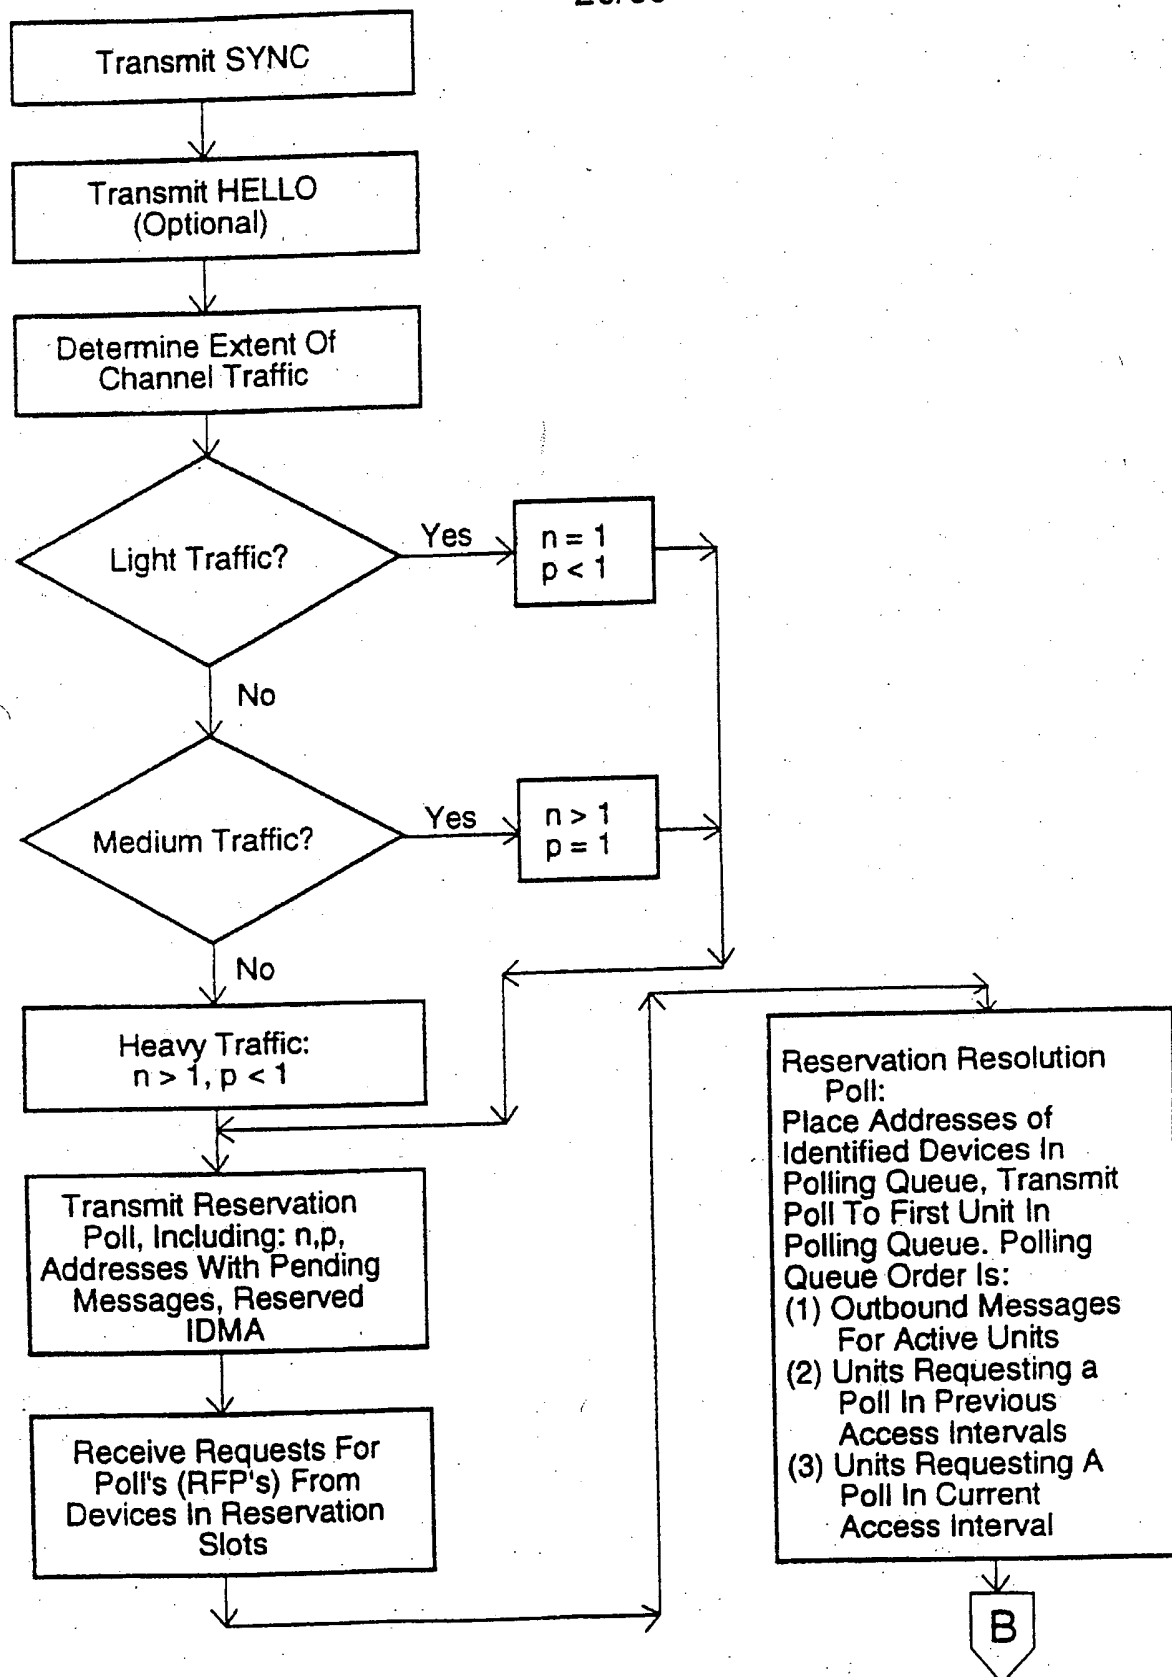 Transmit SYNC
Transmit HELLO
(Optional)
Determine Extent Of
Channel Traffic
Light Traffic?
Yes
n = 1
p < 1
No
Medium Traffic?
Yes
n > 1
p = 1
No
Heavy Traffic:
n > 1, p < 1
Transmit Reservation
Poll, Including: n,p,
Addresses With Pending
Messages, Reserved
IDMA
Receive Requests For
Poll's (RFP's) From
Devices In Reservation
Slots
Reservation Resolution
Poll:
Place Addresses of
Identified Devices In
Polling Queue, Transmit
Poll To First Unit In
Polling Queue. Polling
Queue Order Is:
(1) Outbound Messages
For Active Units
(2) Units Requesting a
Poll In Previous
Access Intervals
(3) Units Requesting A
Poll In Current
Access Interval
B